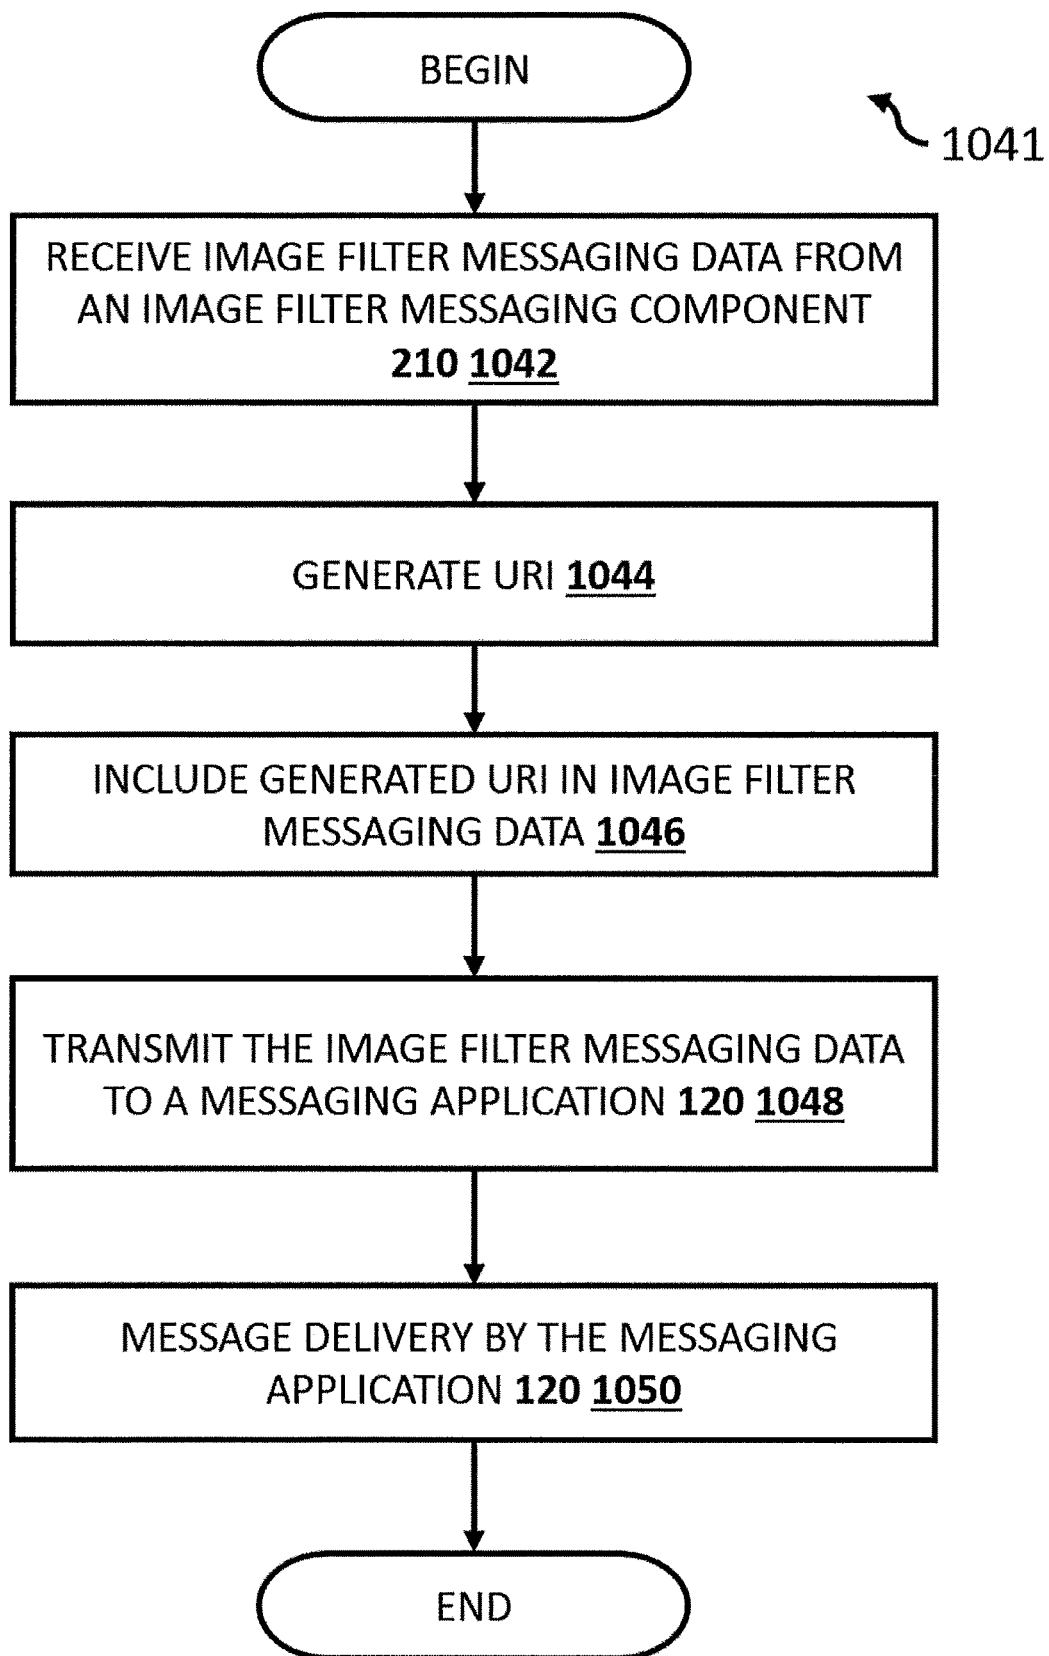 BEGIN
1041
RECEIVE IMAGE FILTER MESSAGING DATA FROM
AN IMAGE FILTER MESSAGING COMPONENT
210 1042
GENERATE URI 1044
INCLUDE GENERATED URI IN IMAGE FILTER
MESSAGING DATA 1046
TRANSMIT THE IMAGE FILTER MESSAGING DATA
TO A MESSAGING APPLICATION 120 1048
MESSAGE DELIVERY BY THE MESSAGING
APPLICATION 120 1050
END